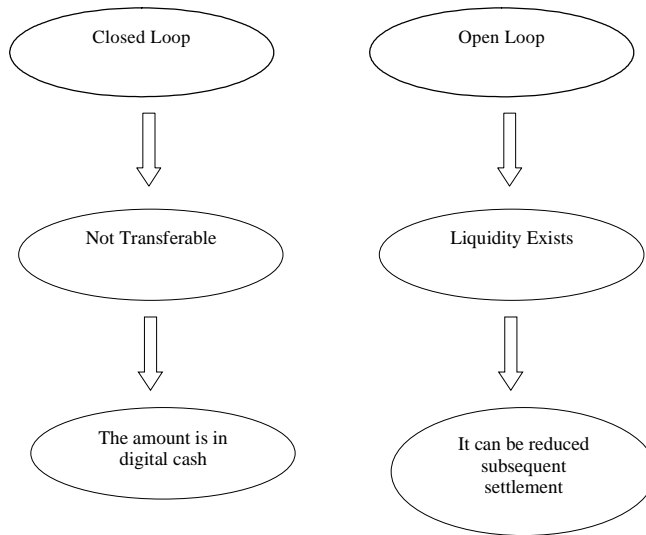 Closed Loop
Open Loop
Not Transferable
Liquidity Exists
The amount is in
digital cash
It can be reduced
subsequent
settlement